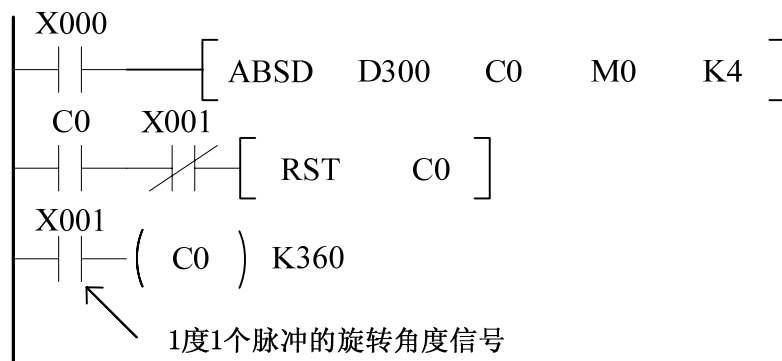 X000
ABSD D300 C0 M0 K4
C0 X001
RST C0
X001
C0 K360
1度1个脉冲的旋转角度信号